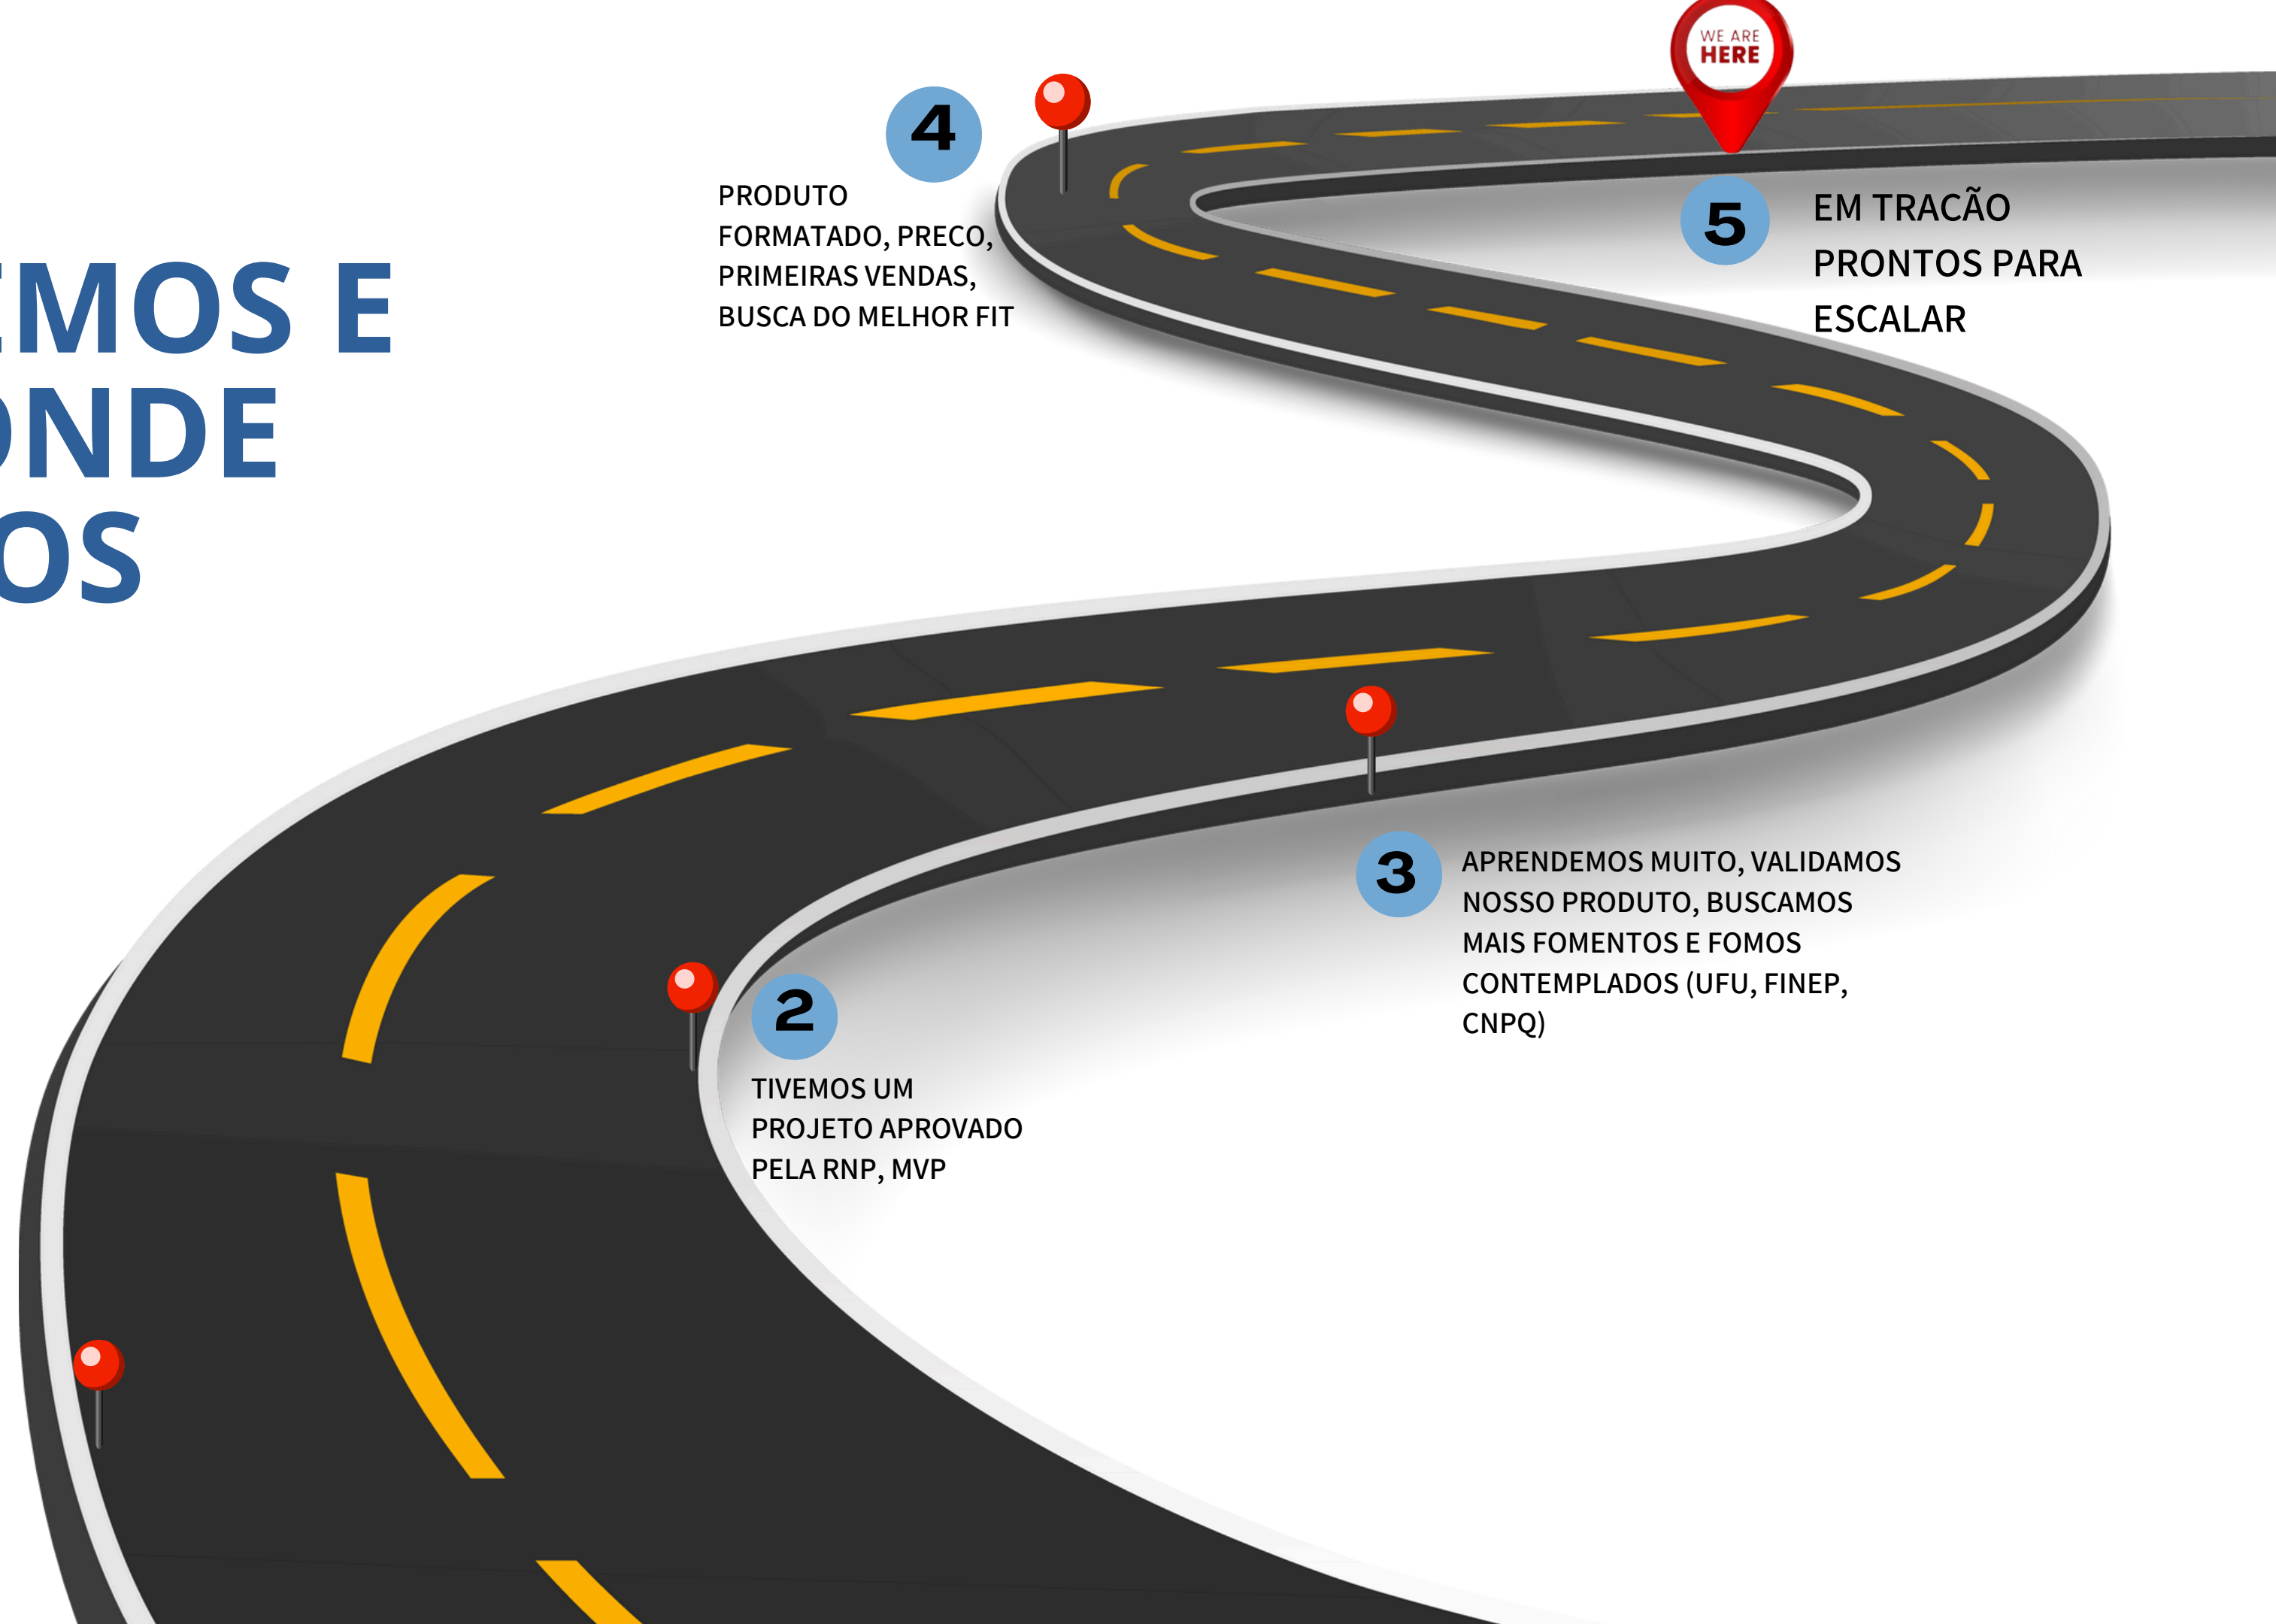 WE ARE
HERE
4
PRODUTO
FORMATADO, PRECO,
PRIMEIRAS VENDAS,
BUSCA DO MELHOR FIT
5
EM TRACÃO
PRONTOS PARA
ESCALAR
EMOS E
ONDE
OS
3
APRENDEMOS MUITO, VALIDAMOS
NOSSO PRODUTO, BUSCAMOS
MAIS FOMENTOS E FOMOS
CONTEMPLADOS (UFU, FINEP,
CNPQ)
2
TIVEMOS UM
PROJETO APROVADO
PELA RNP, MVP